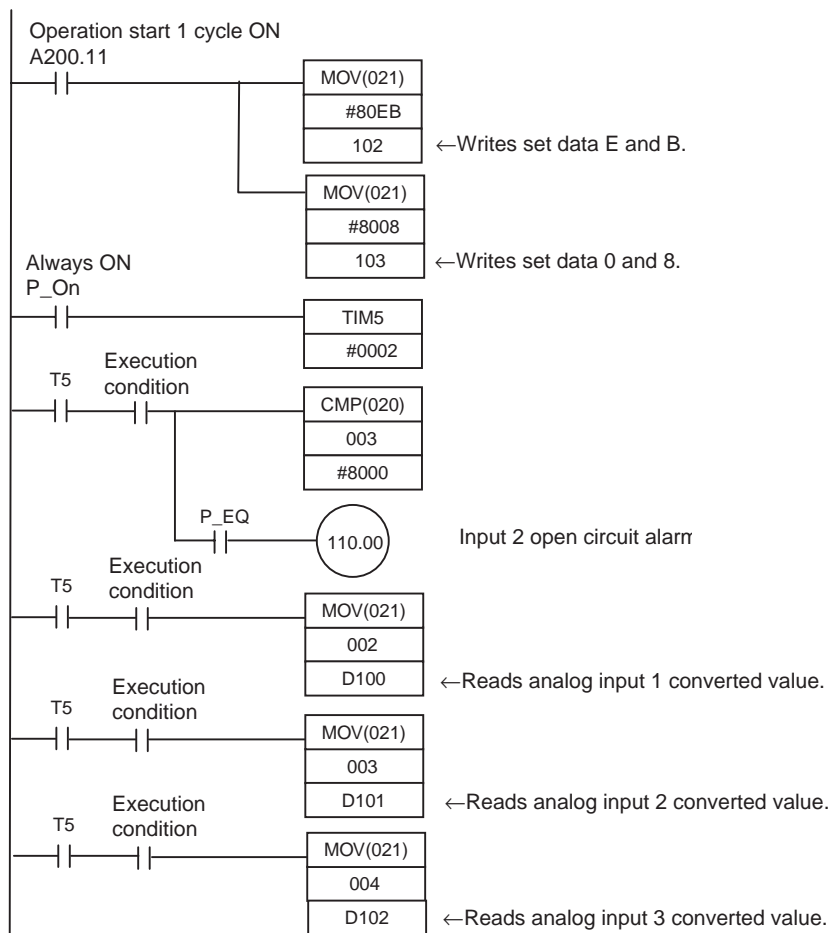 Operation start 1 cycle ON
A200.11
MOV(021)
#80EB
102 ←Writes set data E and B.
MOV(021)
#8008
103 ←Writes set data 0 and 8.
Always ON
P_On
TIM5
#0002
T5 Execution
condition
CMP(020)
003
#8000
P_EQ
110.00 Input 2 open circuit alarm
T5 Execution
condition
MOV(021)
002
D100 ←Reads analog input 1 converted value.
T5 Execution
condition
MOV(021)
003
D101 ←Reads analog input 2 converted value.
T5 Execution
condition
MOV(021)
004
D102 ←Reads analog input 3 converted value.